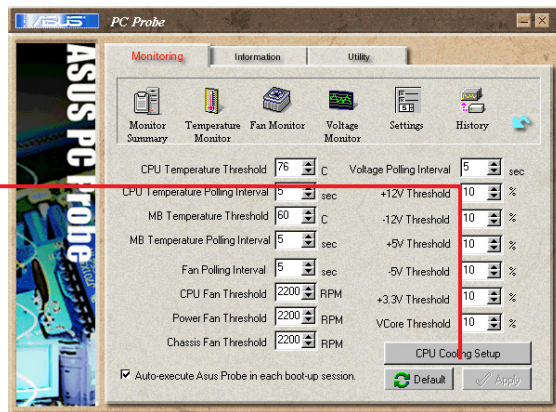 ASUS PC Probe
ASUS PC Probe
Monitoring Information Utility
Monitor Summary Temperature Monitor Fan Monitor Voltage Monitor Settings History
CPU Temperature Threshold 76 C Voltage Polling Interval 5 sec
CPU Temperature Polling Interval 5 sec +12V Threshold 10 %
MB Temperature Threshold 60 C -12V Threshold 10 %
MB Temperature Polling Interval 5 sec +5V Threshold 10 %
Fan Polling Interval 5 sec -5V Threshold 10 %
CPU Fan Threshold 2200 RPM +3.3V Threshold 10 %
Power Fan Threshold 2200 RPM VCore Threshold 10 %
Chassis Fan Threshold 2200 RPM
CPU Cooling Setup
Auto-execute Asus Probe in each boot-up session. Default Apply